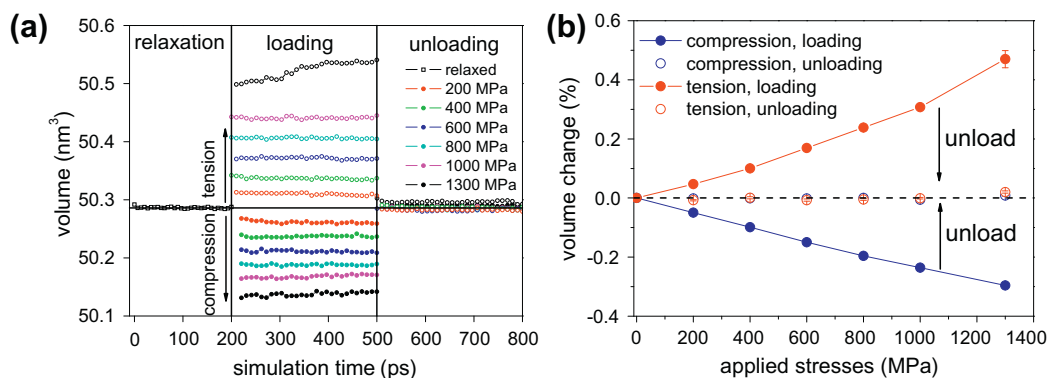 (a)
50.6
50.5
50.4
50.3
50.2
50.1
volume (nm³)
relaxation
loading
unloading
tension
compression
relaxed
200 MPa
400 MPa
600 MPa
800 MPa
1000 MPa
1300 MPa
0 100 200 300 400 500 600 700 800
simulation time (ps)
(b)
0.6
0.4
0.2
0.0
-0.2
-0.4
volume change (%)
compression, loading
compression, unloading
tension, loading
tension, unloading
unload
unload
0 200 400 600 800 1000 1200 1400
applied stresses (MPa)